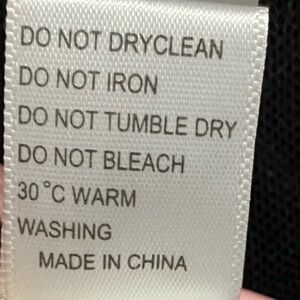 DO NOT DRYCLEAN
DO NOT IRON
DO NOT TUMBLE DRY
DO NOT BLEACH
30°C WARM
WASHING
MADE IN CHINA